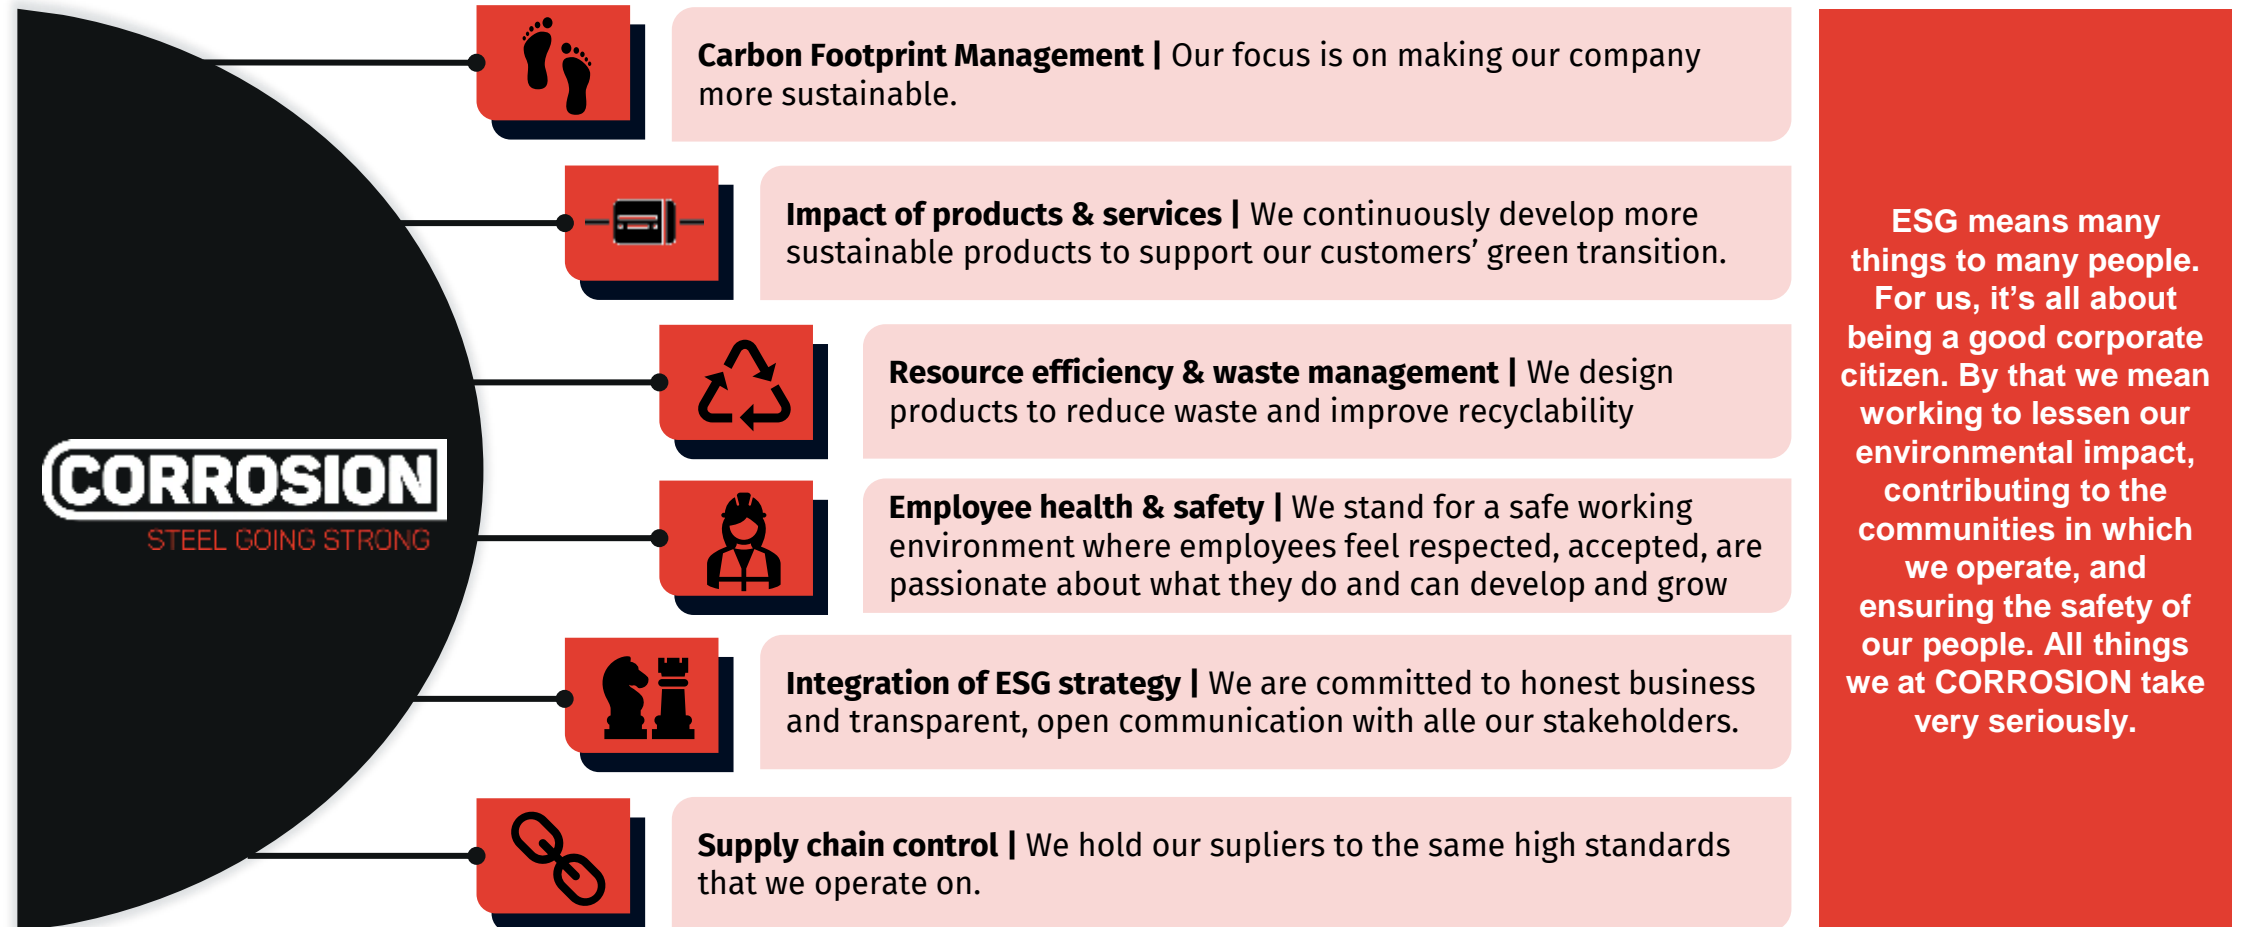 Carbon Footprint Management | Our focus is on making our company
more sustainable.
Impact of products & services | We continuously develop more
sustainable products to support our customers’ green transition.
Resource efficiency & waste management | We design
products to reduce waste and improve recyclability
CORROSION
STEEL GOING STRONG
Employee health & safety | We stand for a safe working
environment where employees feel respected, accepted, are
passionate about what they do and can develop and grow
Integration of ESG strategy | We are committed to honest business
and transparent, open communication with alle our stakeholders.
Supply chain control | We hold our supliers to the same high standards
that we operate on.
ESG means many
things to many people.
For us, it’s all about
being a good corporate
citizen. By that we mean
working to lessen our
environmental impact,
contributing to the
communities in which
we operate, and
ensuring the safety of
our people. All things
we at CORROSION take
very seriously.